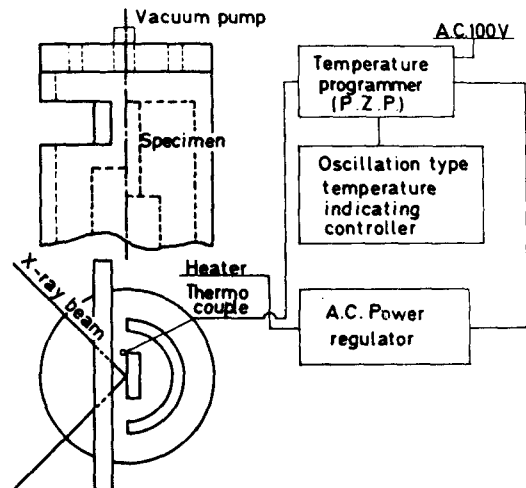 Vacuum pump
A.C.100V
Temperature
programmer
(P.Z.P.)
Specimen
Oscillation type
temperature
indicating
controller
Heater
Thermo
couple
X-ray beam
A.C. Power
regulator